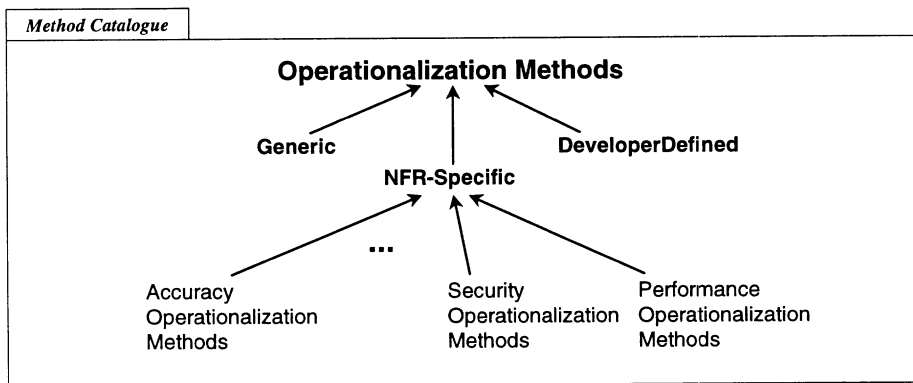 Method Catalogue
Operationalization Methods
Generic
DeveloperDefined
NFR-Specific
...
Accuracy
Operationalization
Methods
Security
Operationalization
Methods
Performance
Operationalization
Methods